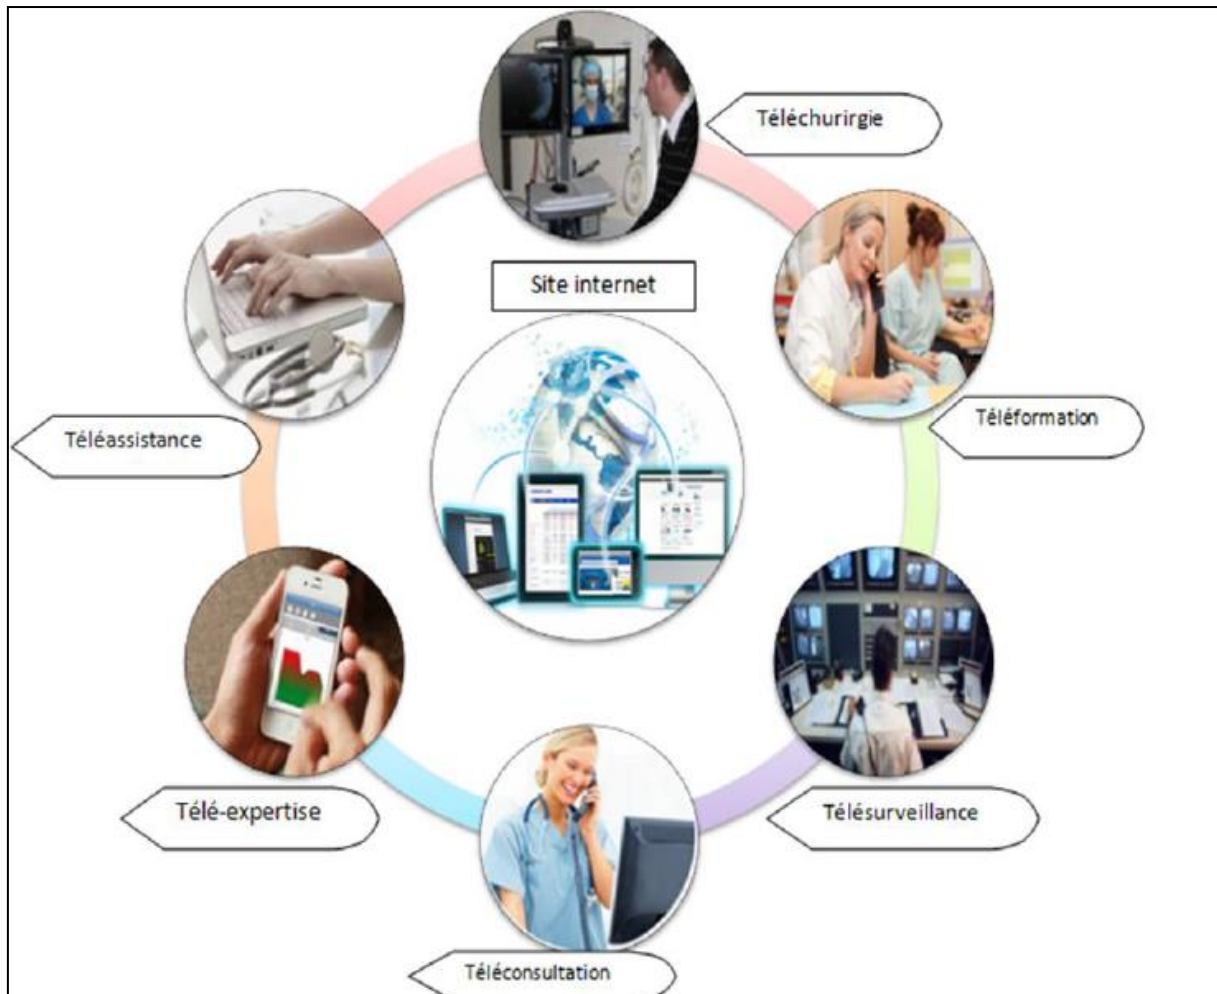 Téléchurirgie
Site internet
Téléassistance
Téléformation
Télé-expertise
Télésurveillance
Téléconsultation